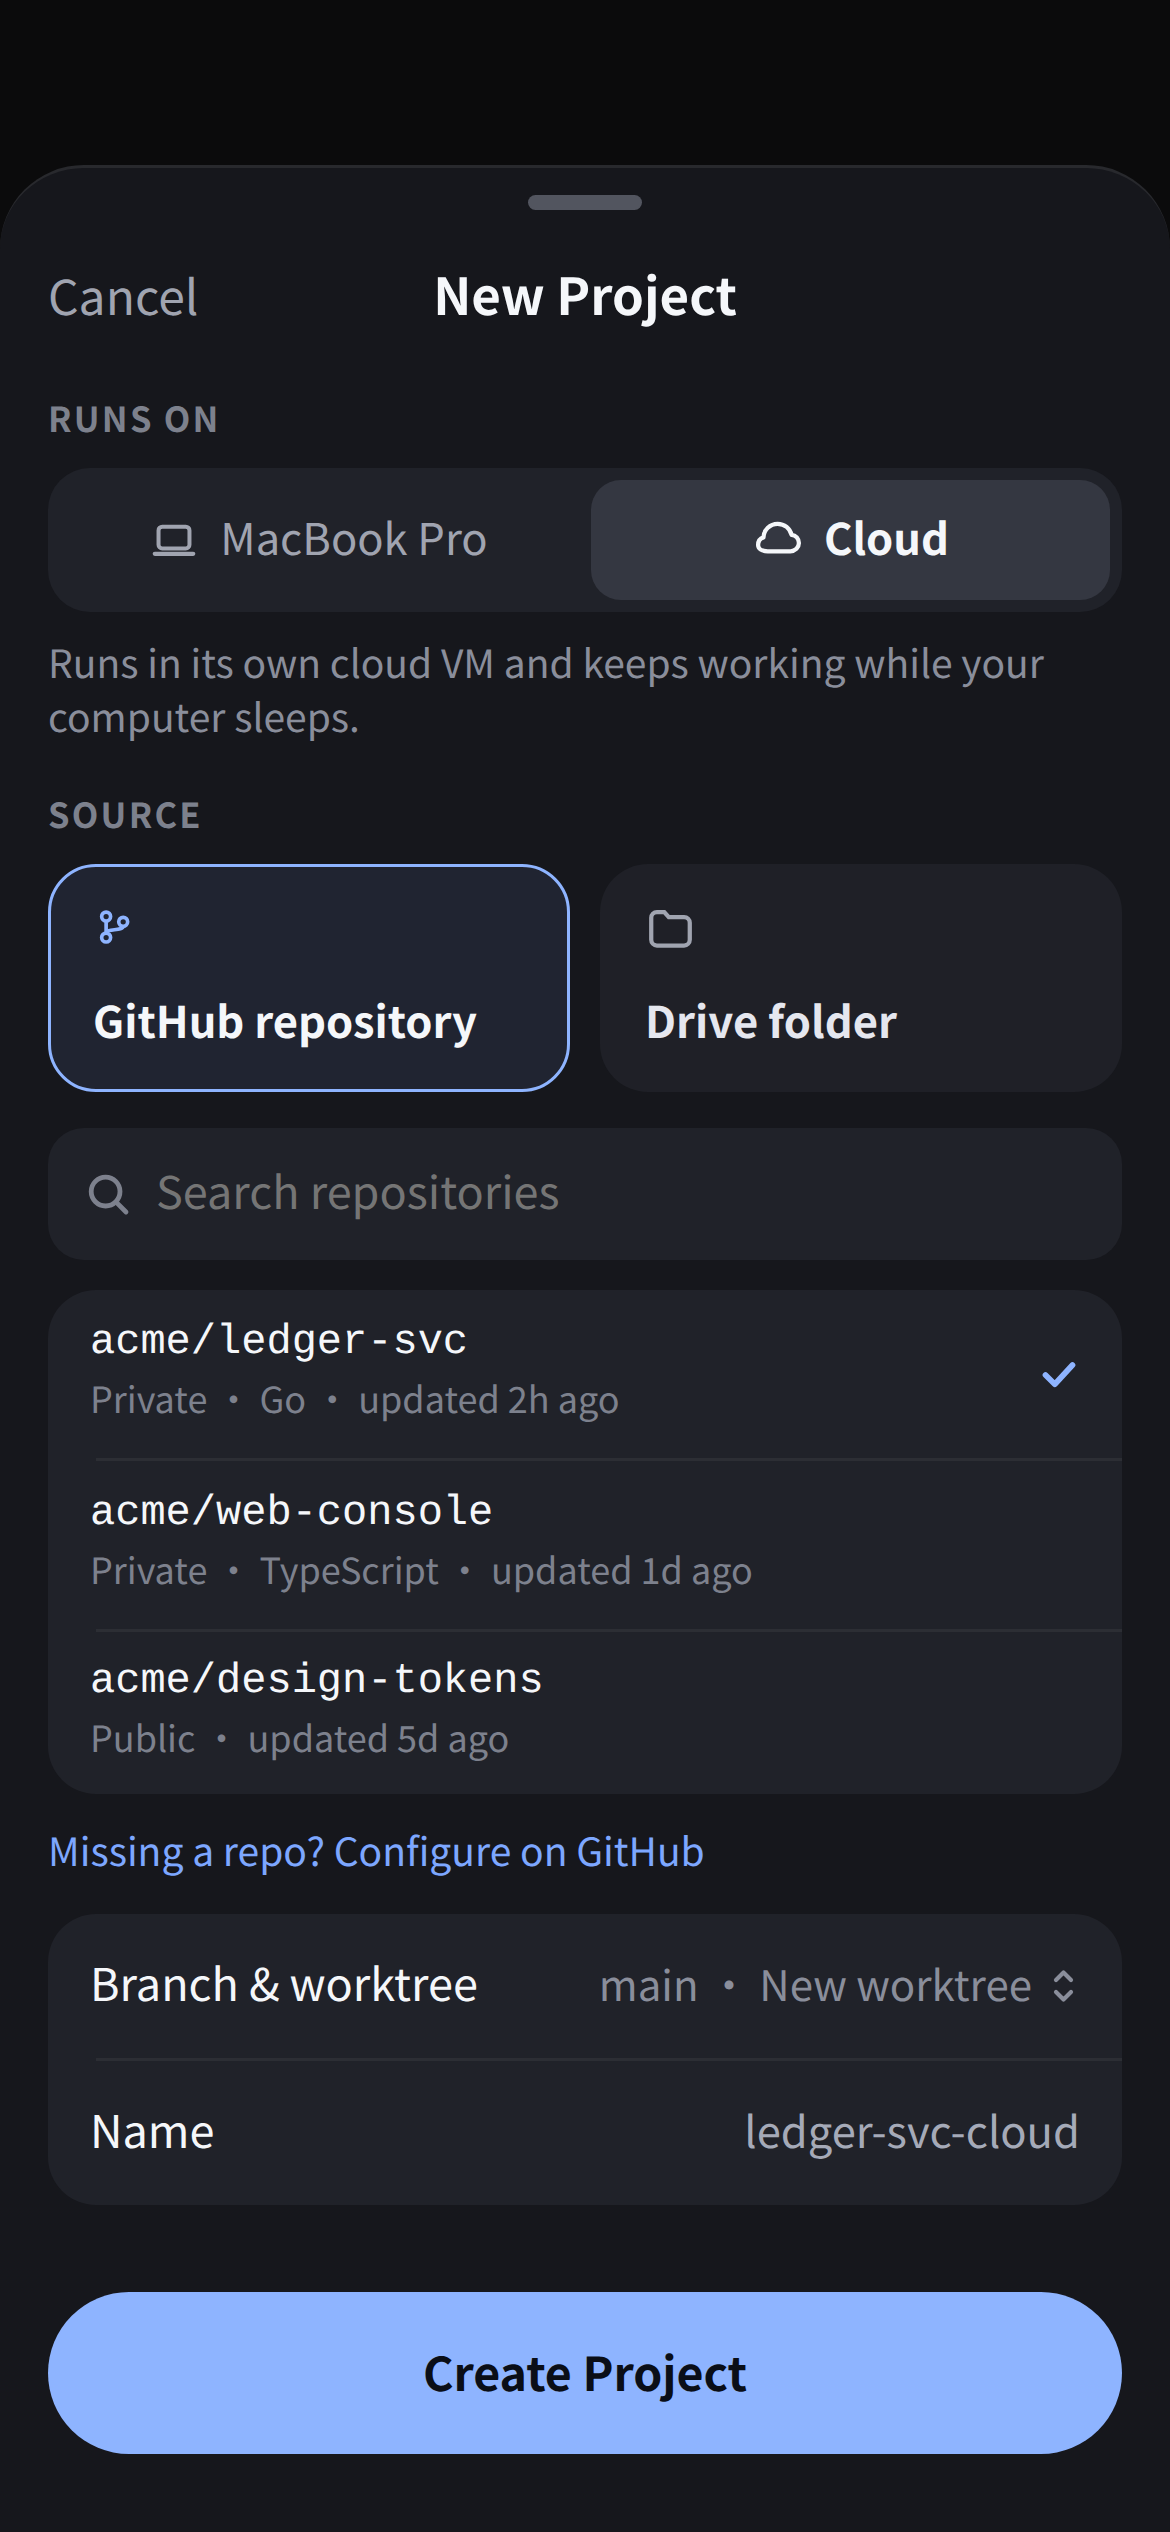 Cancel
New Project
RUNS ON
MacBook Pro
Cloud
Runs in its own cloud VM and keeps working while your
computer sleeps.
SOURCE
GitHub repository
Drive folder
Search repositories
acme/ledger-svc
Private · Go · updated 2h ago
acme/web-console
Private · TypeScript · updated 1d ago
acme/design-tokens
Public · updated 5d ago
Missing a repo? Configure on GitHub
Branch & worktree
main · New worktree
Name
ledger-svc-cloud
Create Project